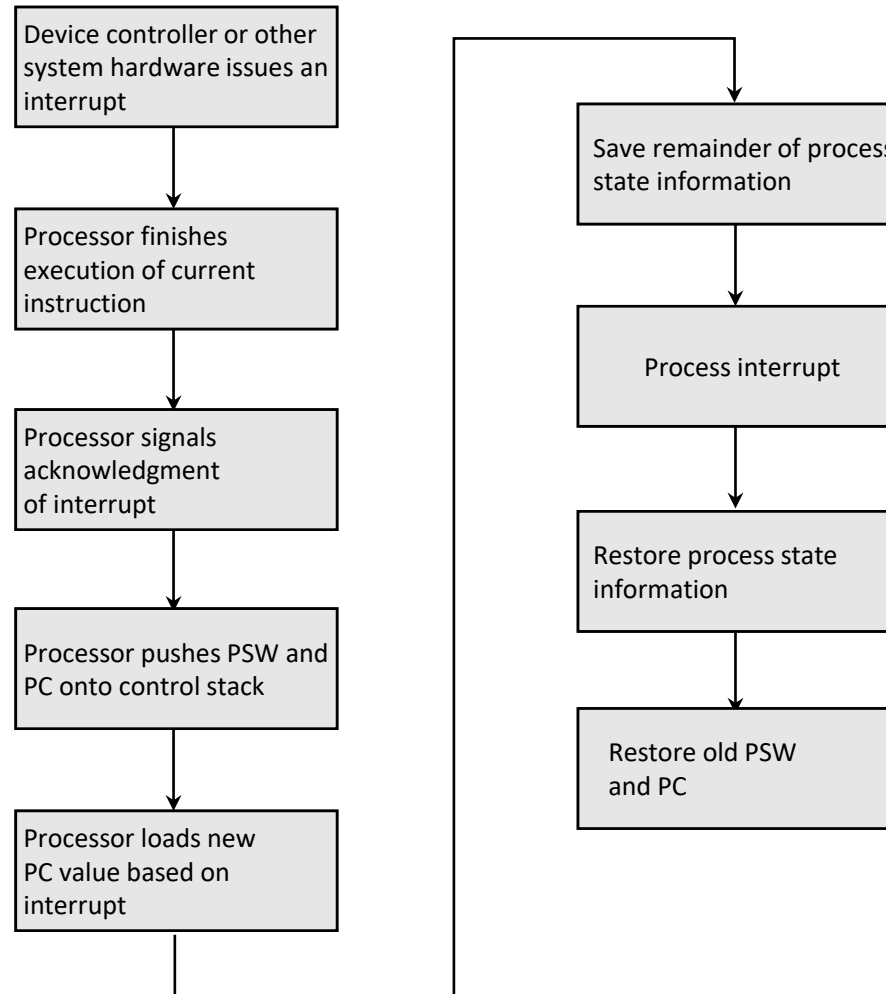 Device controller or other
system hardware issues an
interrupt
Processor finishes
execution of current
instruction
Processor signals
acknowledgment
of interrupt
Processor pushes PSW and
PC onto control stack
Processor loads new
PC value based on
interrupt
Save remainder of process
state information
Process interrupt
Restore process state
information
Restore old PSW
and PC